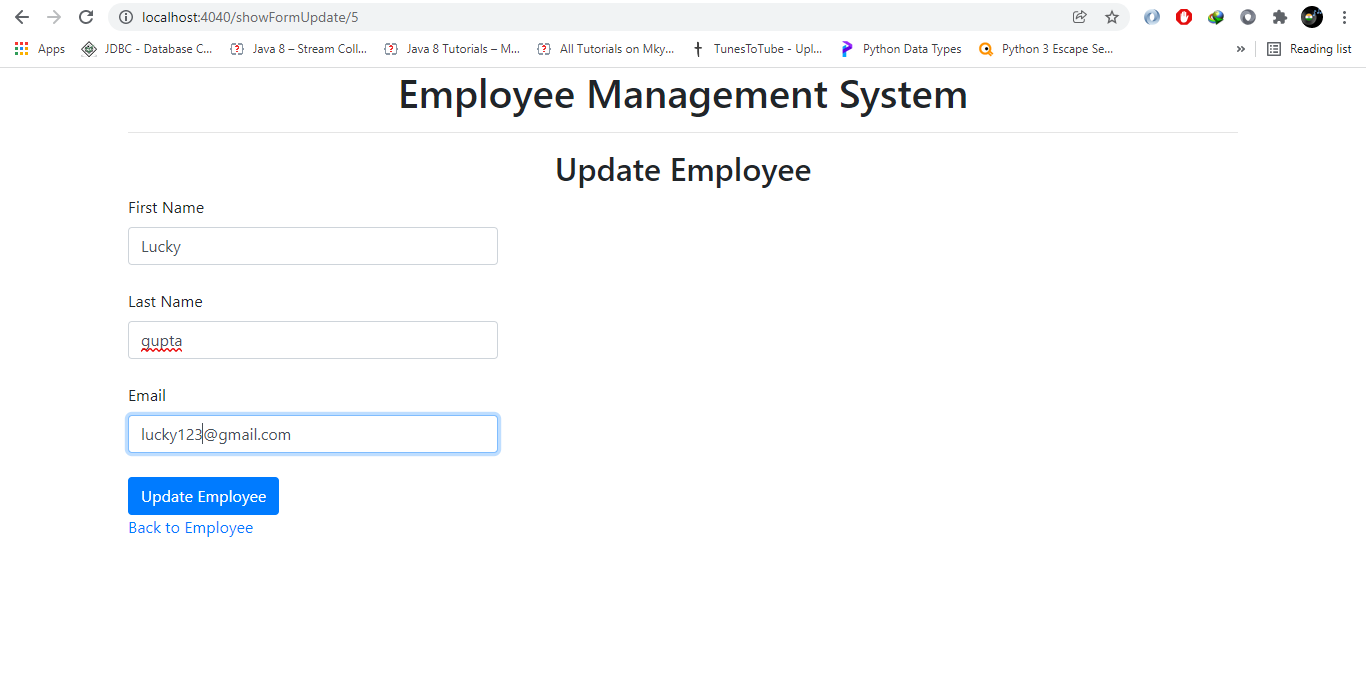 localhost:4040/showFormUpdate/5
Apps JDBC - Database C... {?} Java 8 – Stream Coll... {?} Java 8 Tutorials – M... {?} All Tutorials on Mky... TunesToTube - Upl... Python Data Types Python 3 Escape Se... » Reading list
Employee Management System
Update Employee
First Name
Lucky
Last Name
gupta
Email
lucky123@gmail.com
Update Employee
Back to Employee